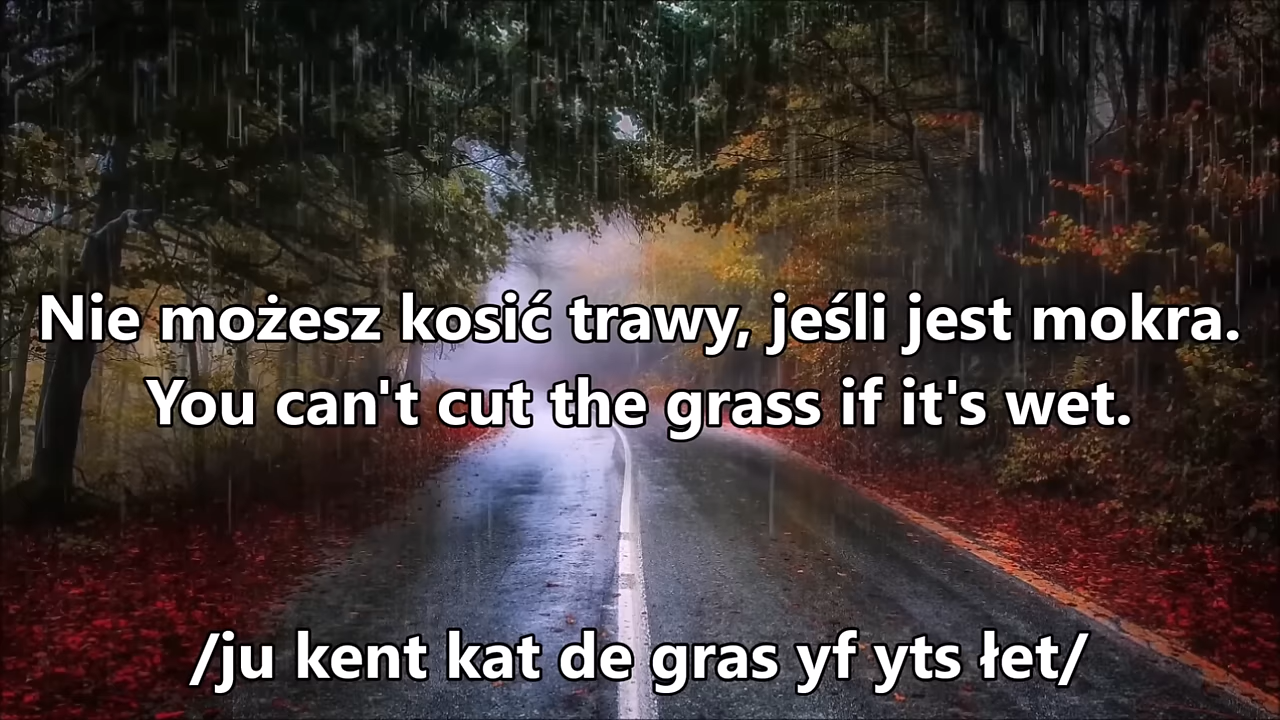 Nie możesz kosić trawy, jeśli jest mokra.
You can't cut the grass if it's wet.
/ju kent kat de gras yf yts łet/